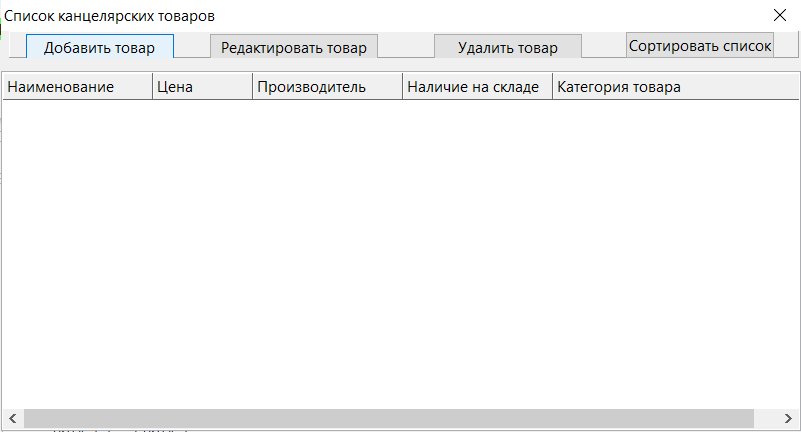 Список канцелярских товаров
Добавить товар Редактировать товар Удалить товар Сортировать список
Наименование Цена Производитель Наличие на складе Категория товара